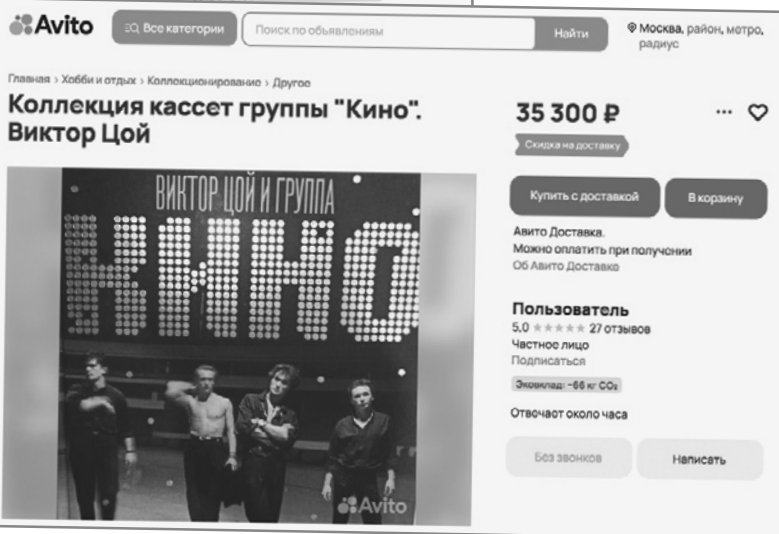 Avito
Все категории
Поиск по объявлениям
Найти
Москва, район, метро,
радиус
Главная › Хобби и отдых › Коллекционирование › Другое
Коллекция кассет группы "Кино".
Виктор Цой
35 300 ₽
Скидка на доставку
Купить с доставкой
В корзину
Авито Доставка.
Можно оплатить при получении
Об Авито Доставке
Пользователь
5,0 ★★★★★ 27 отзывов
Частное лицо
Подписаться
Эковклад: -66 кг CO₂
Отвечает около часа
Без звонков
Написать
ВИКТОР ЦОЙ И ГРУППА
КИНО
Avito